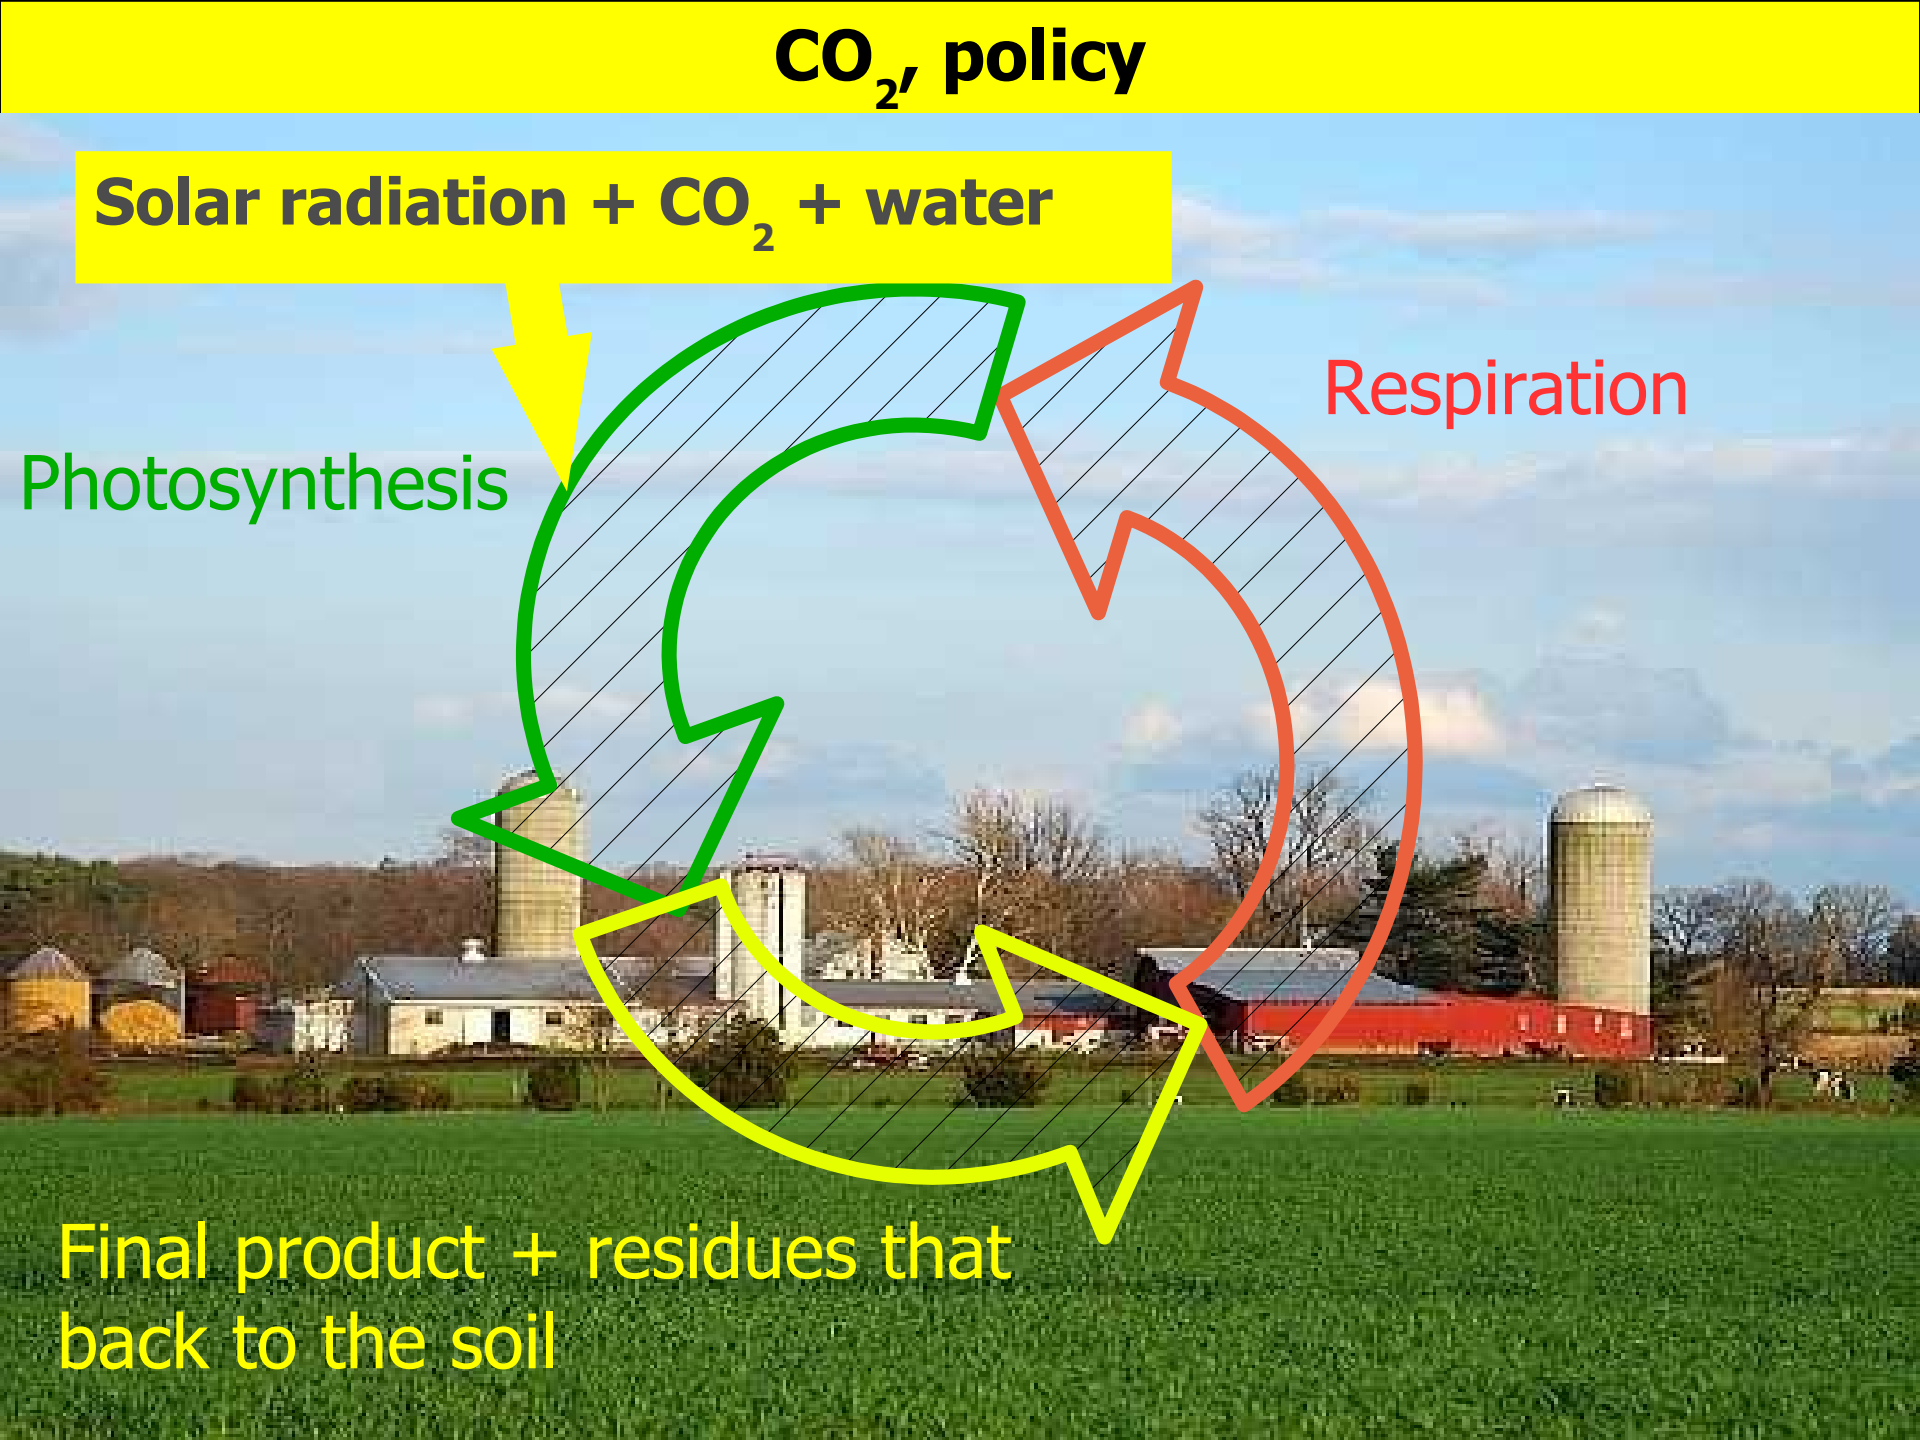 CO₂, policy
Solar radiation + CO₂ + water
Respiration
Photosynthesis
Final product + residues that
back to the soil